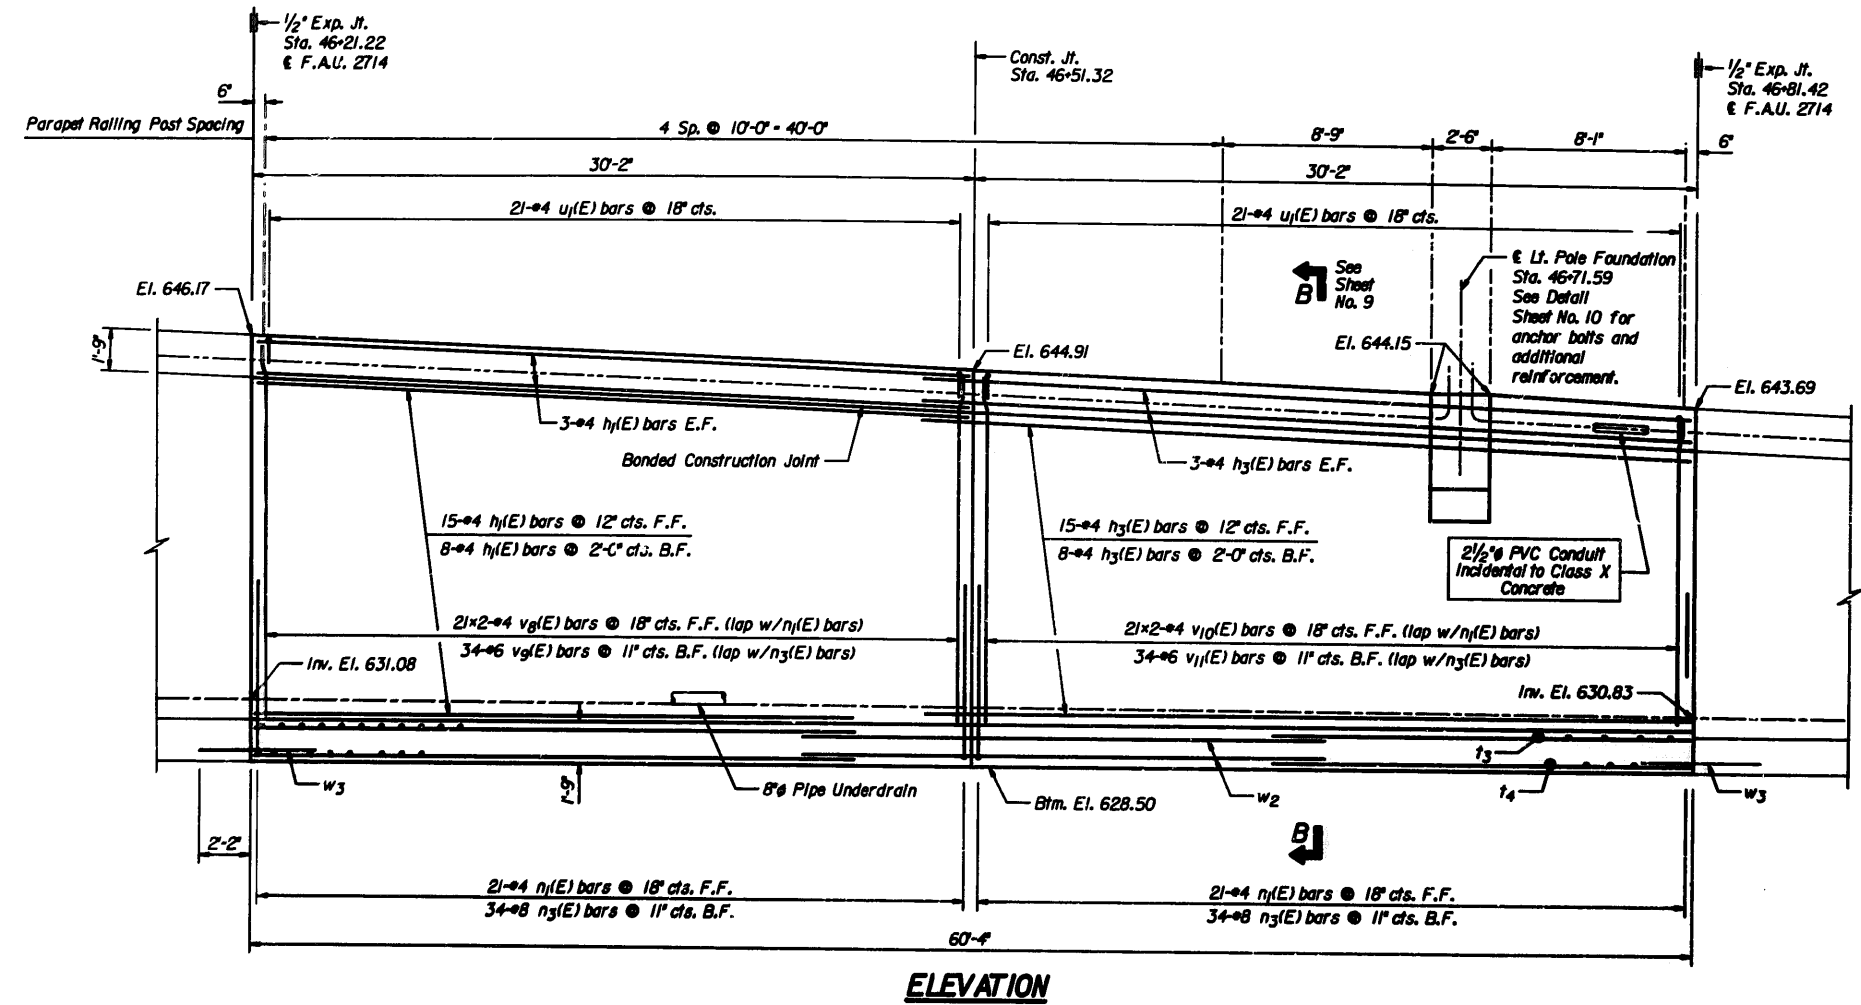 ½" Exp. Jt.
Sta. 46+21.22
℄ F.A.U. 2714
Const. Jt.
Sta. 46+51.32
½" Exp. Jt.
Sta. 46+81.42
℄ F.A.U. 2714
6"
Parapet Railing Post Spacing
4 Sp. @ 10'-0" = 40'-0"
8'-9"
2'-6"
8'-1"
6"
30'-2"
30'-2"
21-#4 u1(E) bars @ 18" cts.
21-#4 u1(E) bars @ 18" cts.
B
See
Sheet
No. 9
℄ Lt. Pole Foundation
Sta. 46+71.59
See Detail
Sheet No. 10 for
anchor bolts and
additional
reinforcement.
El. 646.17
1'-9"
El. 644.91
El. 644.15
El. 643.69
3-#4 h1(E) bars E.F.
Bonded Construction Joint
3-#4 h3(E) bars E.F.
15-#4 h1(E) bars @ 12" cts. F.F.
8-#4 h1(E) bars @ 2'-0" cts. B.F.
15-#4 h3(E) bars @ 12" cts. F.F.
8-#4 h3(E) bars @ 2'-0" cts. B.F.
2½"ø PVC Conduit
Incidental to Class X
Concrete
21×2-#4 v8(E) bars @ 18" cts. F.F. (lap w/n1(E) bars)
34-#6 v9(E) bars @ 11" cts. B.F. (lap w/n3(E) bars)
21×2-#4 v10(E) bars @ 18" cts. F.F. (lap w/n1(E) bars)
34-#6 v11(E) bars @ 11" cts. B.F. (lap w/n3(E) bars)
Inv. El. 631.08
Inv. El. 630.83
w3
1'-9"
8"ø Pipe Underdrain
Btm. El. 628.50
w2
t3
t4
w3
2'-2"
B
21-#4 n1(E) bars @ 18" cts. F.F.
34-#8 n3(E) bars @ 11" cts. B.F.
21-#4 n1(E) bars @ 18" cts. F.F.
34-#8 n3(E) bars @ 11" cts. B.F.
60'-4"
ELEVATION